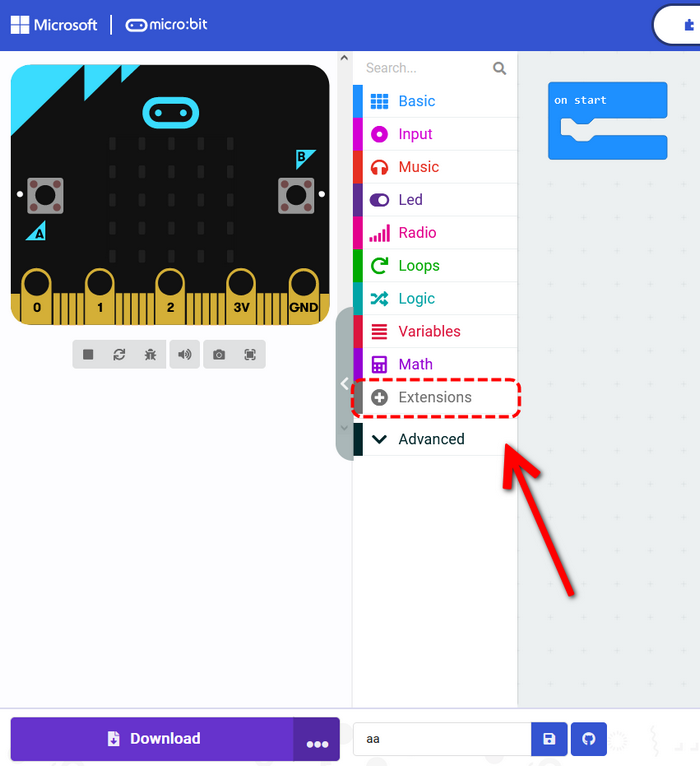 Microsoft micro:bit
Search...
Basic
Input
Music
Led
Radio
Loops
Logic
Variables
Math
Extensions
Advanced
on start
B
A
0 1 2 3V GND
Download
aa